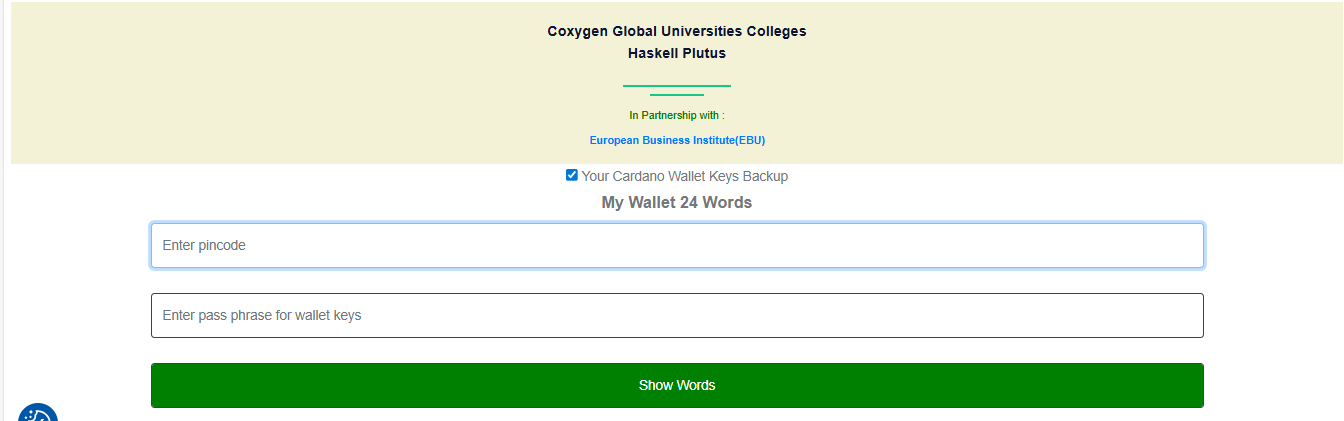 Coxygen Global Universities Colleges
Haskell Plutus
In Partnership with :
European Business Institute(EBU)
Your Cardano Wallet Keys Backup
My Wallet 24 Words
Enter pincode
Enter pass phrase for wallet keys
Show Words